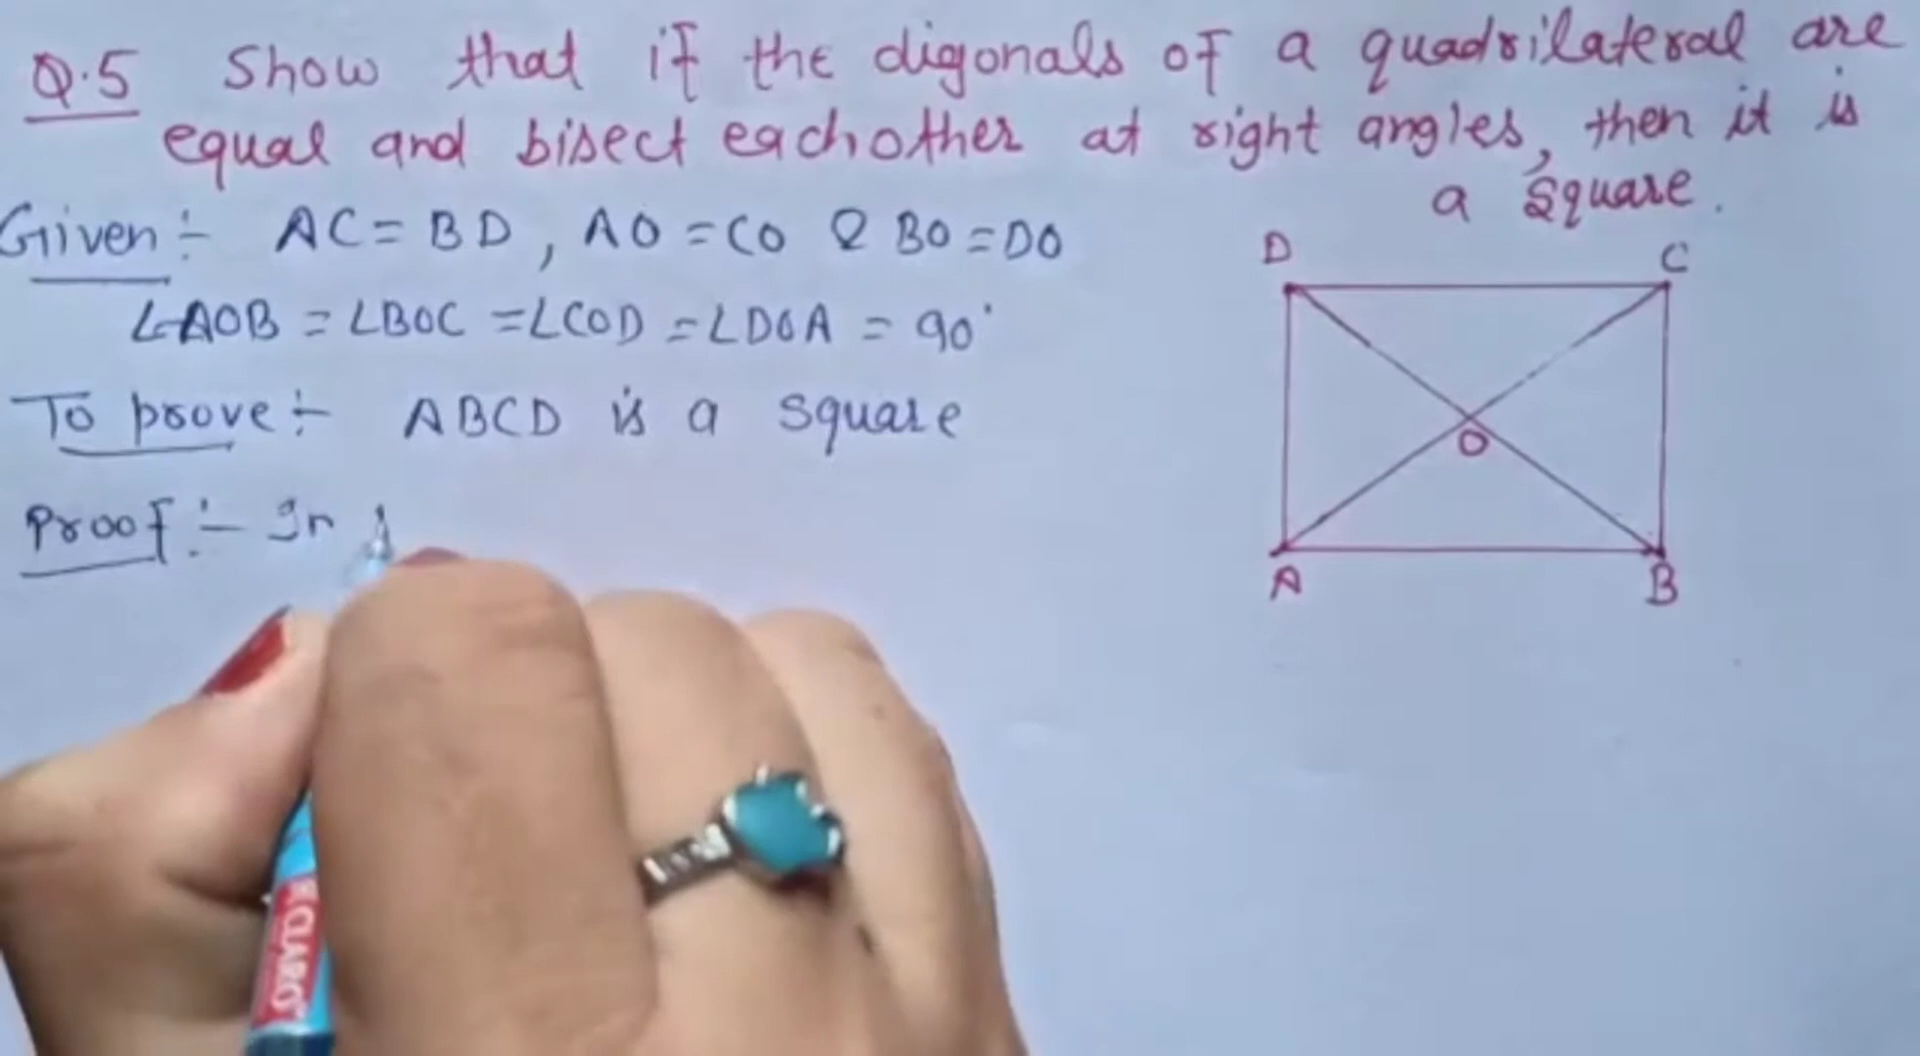 Q.5 Show that if the digonals of a quadrilateral are
equal and bisect eachother at right angles, then it is
a square.
Given :- AC = BD, AO = CO & BO = DO
∠AOB = ∠BOC = ∠COD = ∠DOA = 90°
To prove :- ABCD is a square
Proof :- In
D C
O
A B
CLARO